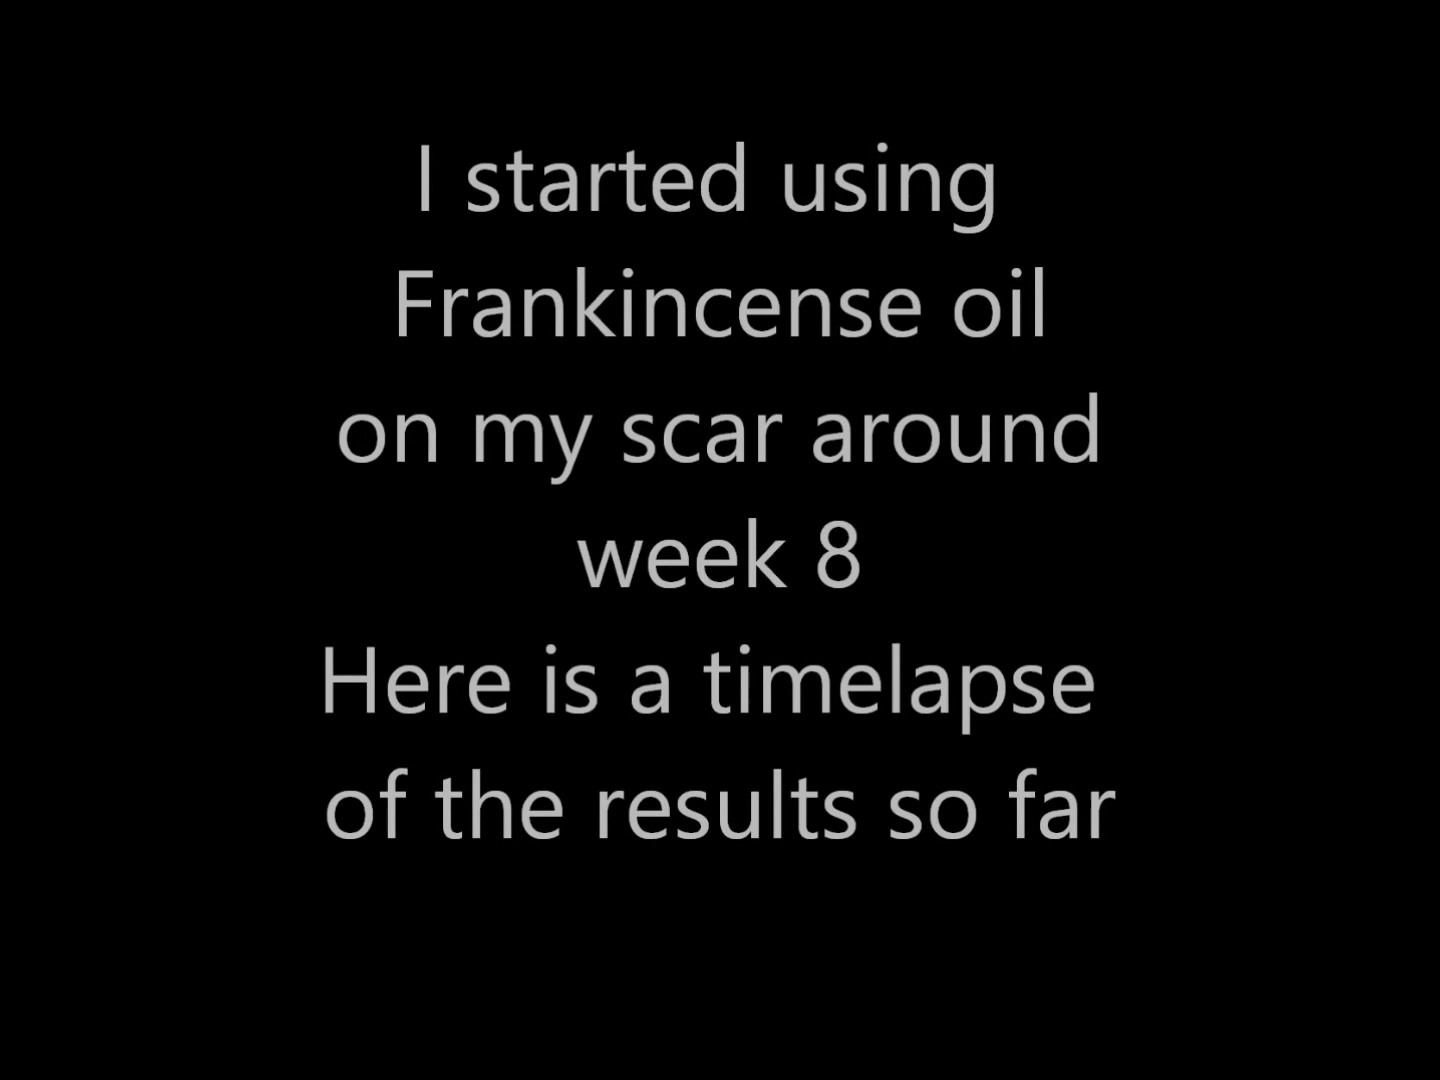 I started using
Frankincense oil
on my scar around
week 8
Here is a timelapse
of the results so far